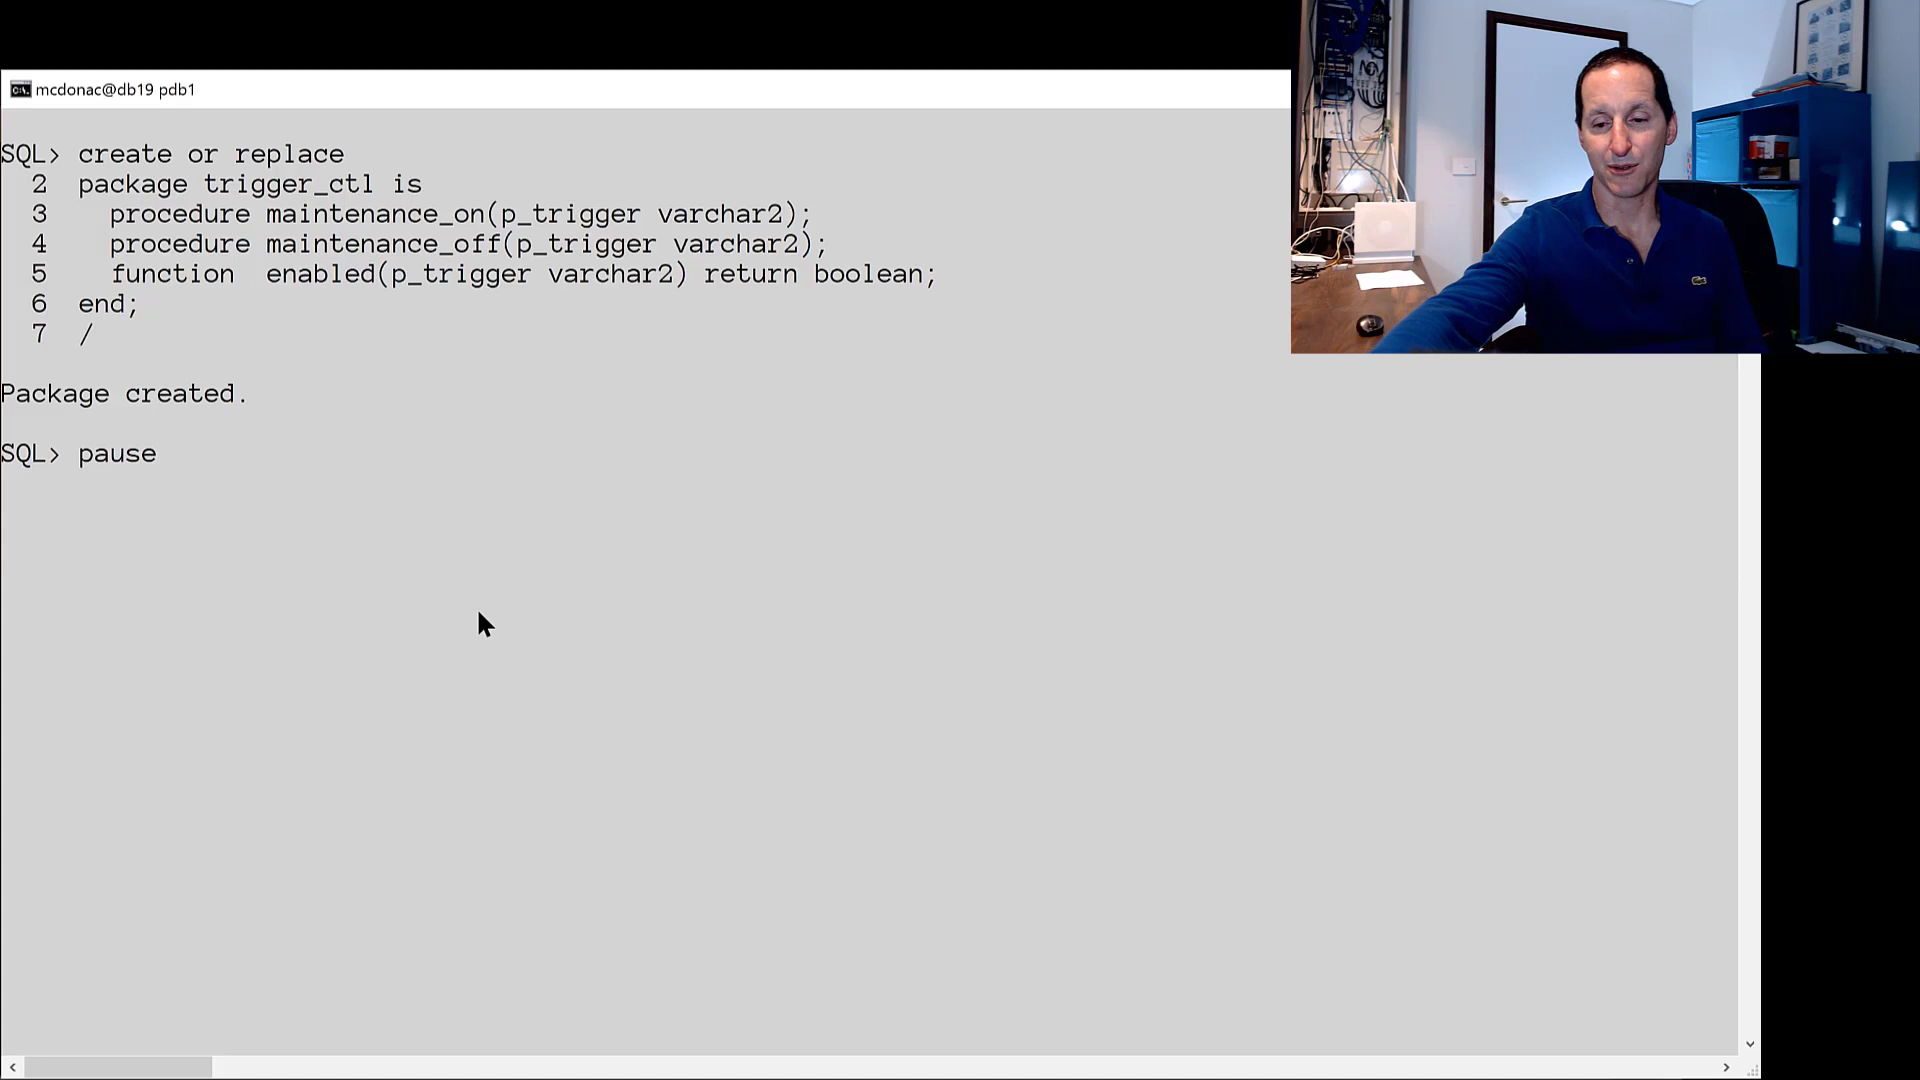 mcdonac@db19 pdb1
SQL> create or replace
  2  package trigger_ctl is
  3    procedure maintenance_on(p_trigger varchar2);
  4    procedure maintenance_off(p_trigger varchar2);
  5    function  enabled(p_trigger varchar2) return boolean;
  6  end;
  7  /
Package created.
SQL> pause